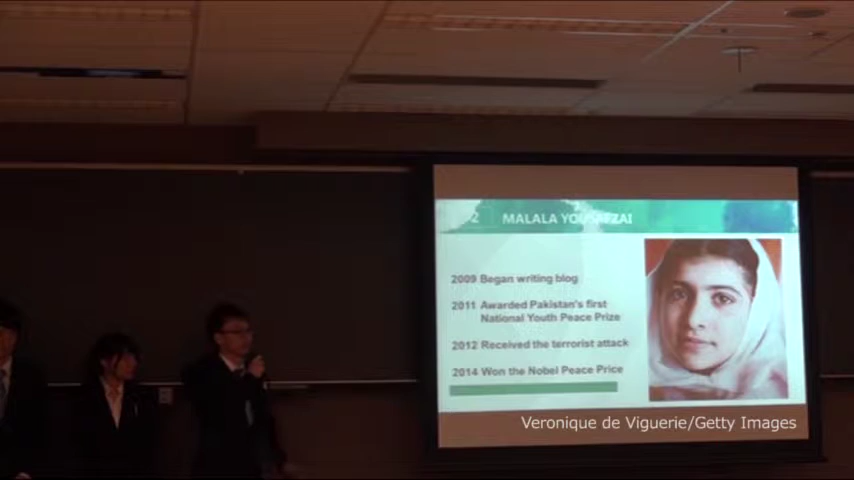 2
MALALA YOUSAFZAI
2009 Began writing blog
2011 Awarded Pakistan's first
National Youth Peace Prize
2012 Received the terrorist attack
2014 Won the Nobel Peace Price
Veronique de Viguerie/Getty Images